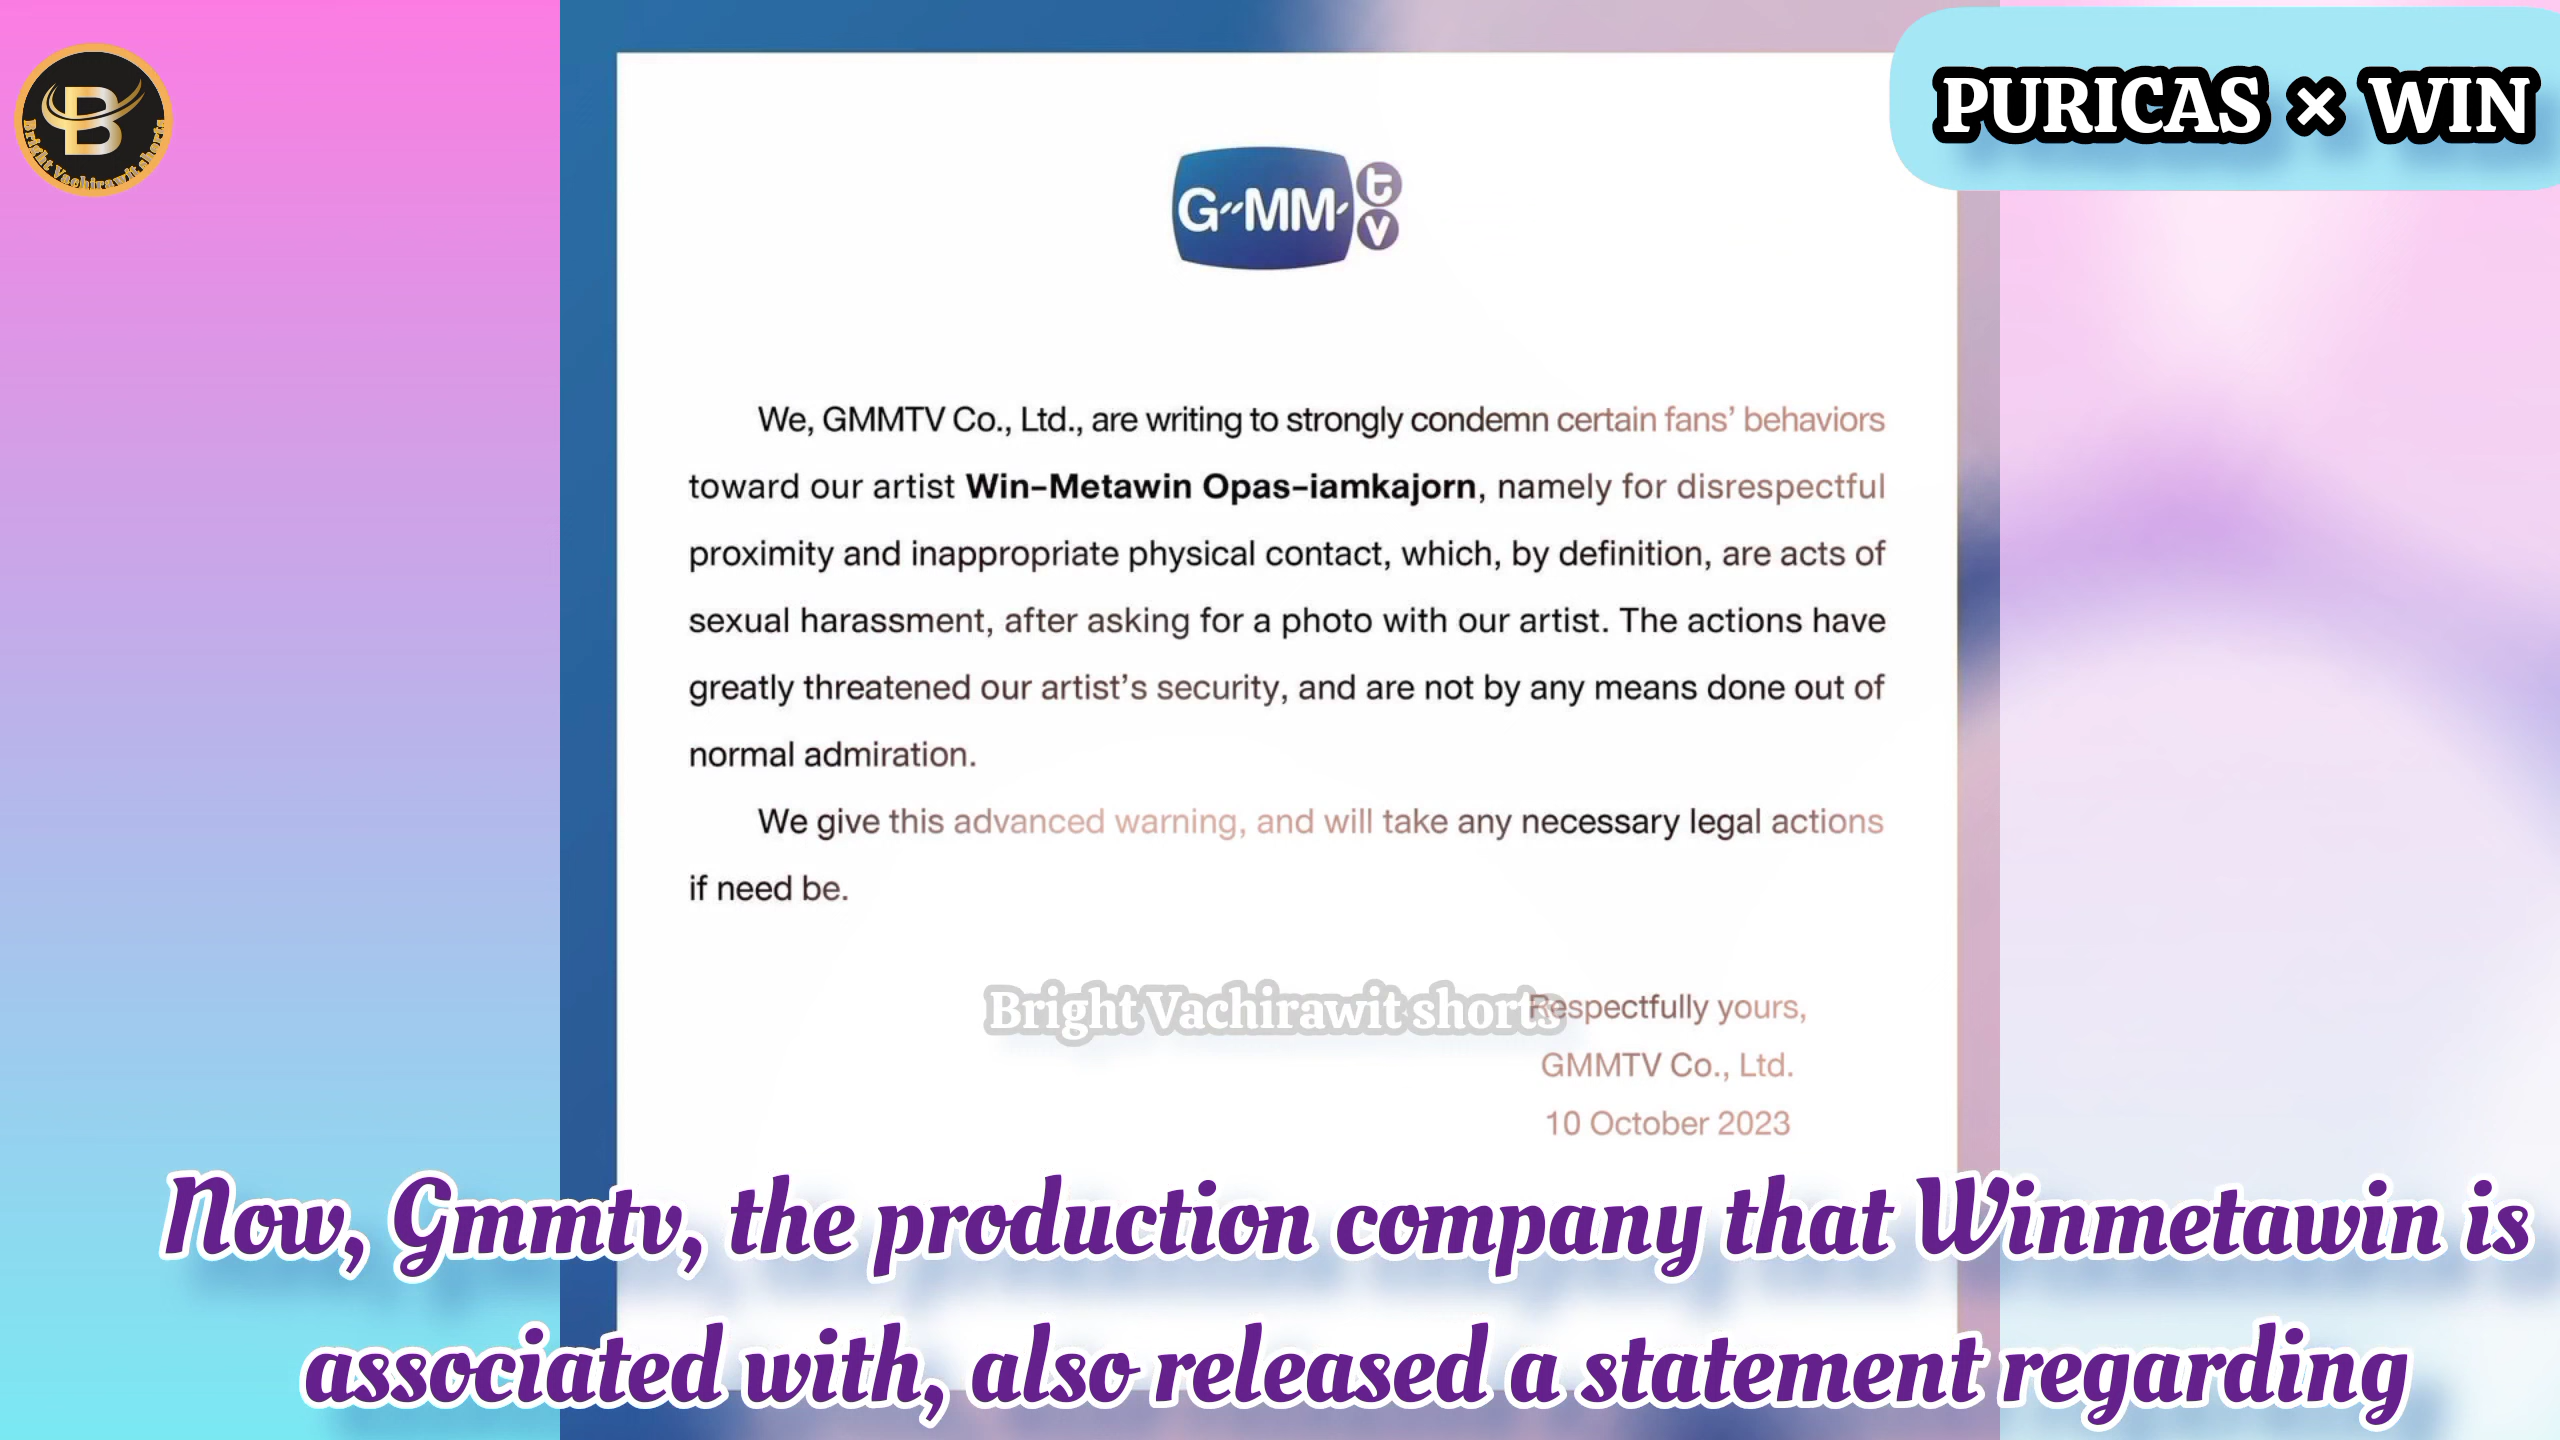 B
Bright Vachirawit shorts
PURICAS × WIN
G"MM' tv
We, GMMTV Co., Ltd., are writing to strongly condemn certain fans’ behaviors
toward our artist Win–Metawin Opas–iamkajorn, namely for disrespectful
proximity and inappropriate physical contact, which, by definition, are acts of
sexual harassment, after asking for a photo with our artist. The actions have
greatly threatened our artist’s security, and are not by any means done out of
normal admiration.
We give this advanced warning, and will take any necessary legal actions
if need be.
Bright Vachirawit shorts
Respectfully yours,
GMMTV Co., Ltd.
10 October 2023
Now, Gmmtv, the production company that Winmetawin is
associated with, also released a statement regarding